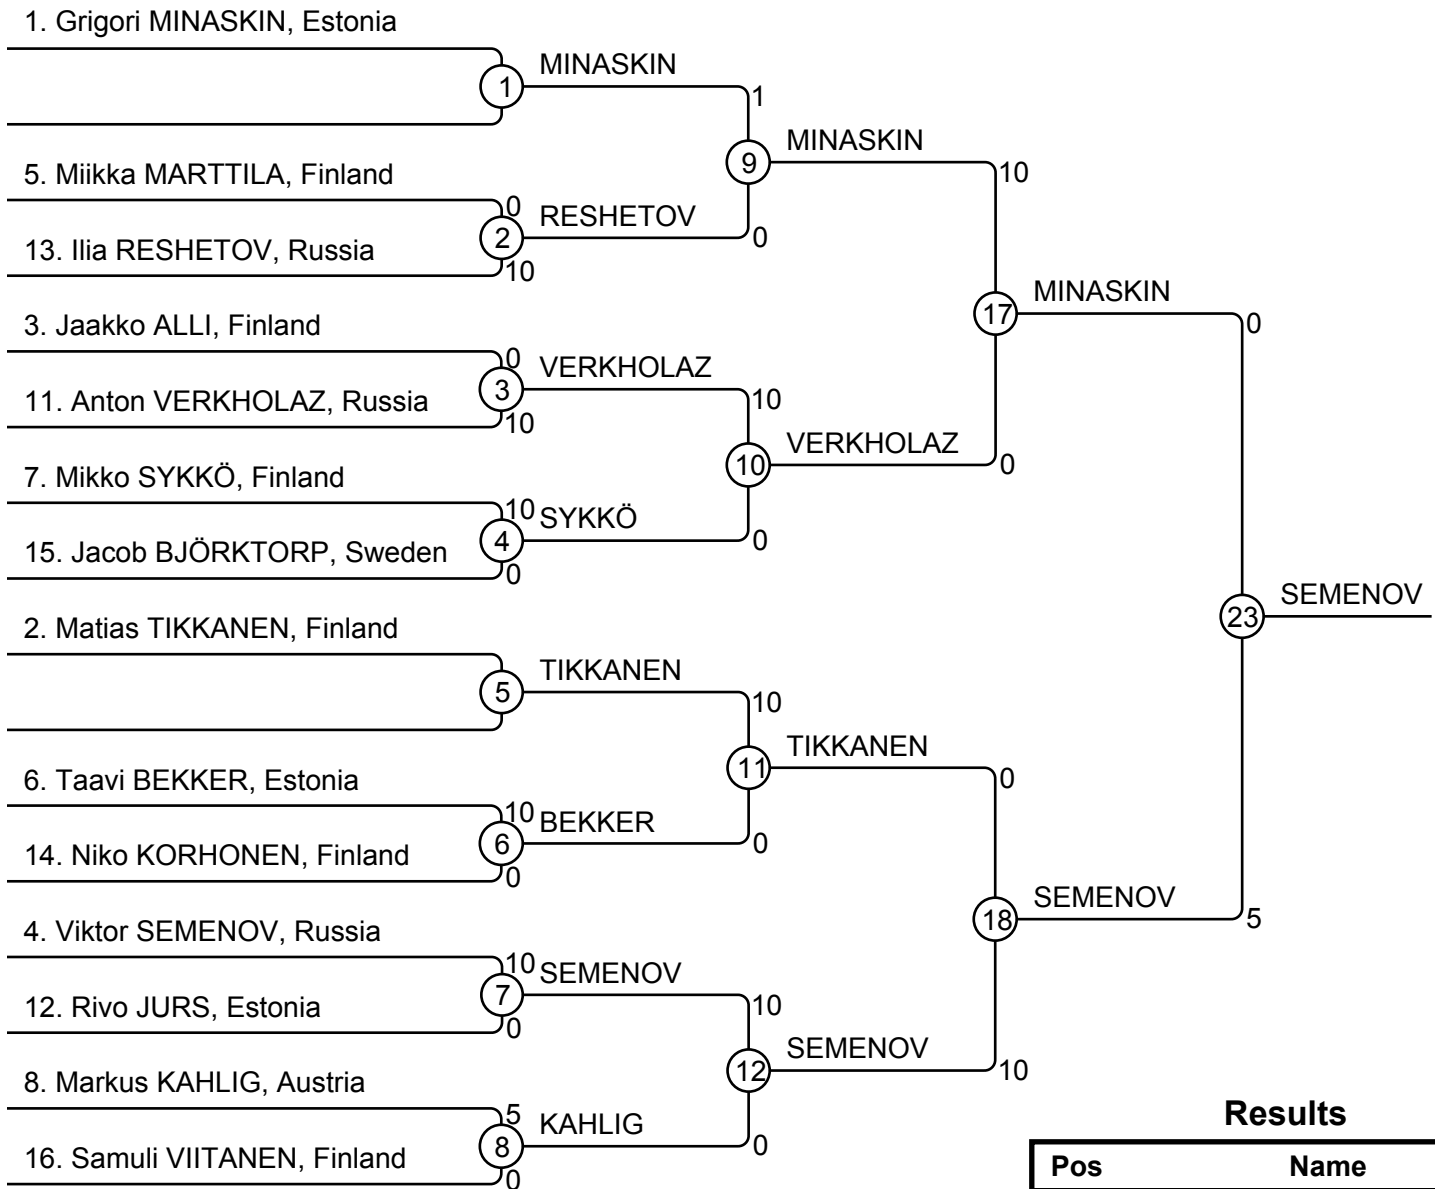 1. Grigori MINASKIN, Estonia
1
MINASKIN
1
5. Miikka MARTTILA, Finland
0
13. Ilia RESHETOV, Russia
10
2
RESHETOV
0
9
MINASKIN
10
3. Jaakko ALLI, Finland
0
11. Anton VERKHOLAZ, Russia
10
3
VERKHOLAZ
10
7. Mikko SYKKÖ, Finland
10
15. Jacob BJÖRKTORP, Sweden
0
4
SYKKÖ
0
10
VERKHOLAZ
0
17
MINASKIN
0
2. Matias TIKKANEN, Finland
5
TIKKANEN
10
6. Taavi BEKKER, Estonia
10
14. Niko KORHONEN, Finland
0
6
BEKKER
0
11
TIKKANEN
0
4. Viktor SEMENOV, Russia
10
12. Rivo JURS, Estonia
0
7
SEMENOV
10
8. Markus KAHLIG, Austria
5
16. Samuli VIITANEN, Finland
0
8
KAHLIG
0
12
SEMENOV
10
18
SEMENOV
5
23
SEMENOV
Results
Pos Name